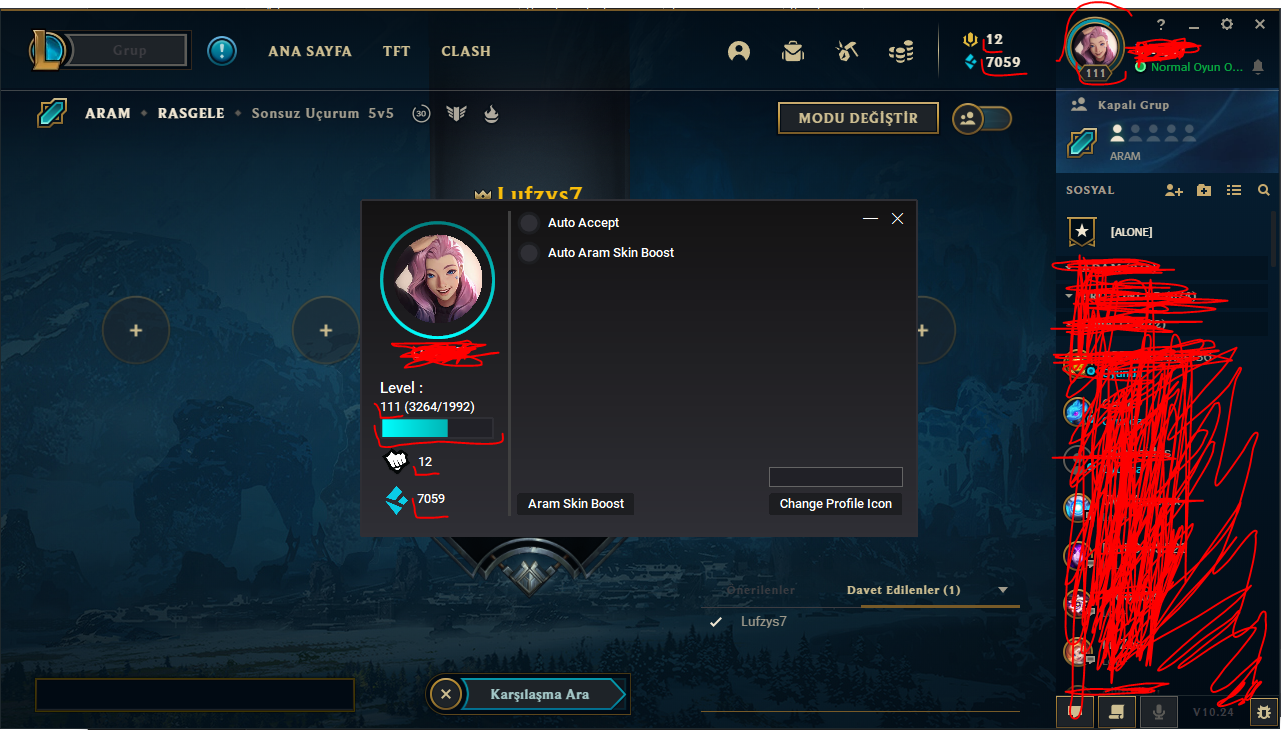 Grup
ANA SAYFA
TFT
CLASH
12
7059
?
111
Normal Oyun O...
ARAM
RASGELE
Sonsuz Uçurum 5v5
30
MODU DEĞİŞTİR
Kapalı Grup
ARAM
SOSYAL
[ALONE]
Lufzys7
Auto Accept
Auto Aram Skin Boost
Level :
111 (3264/1992)
12
7059
Aram Skin Boost
Change Profile Icon
Önerilenler
Davet Edilenler (1)
Lufzys7
Karşılaşma Ara
V10.24